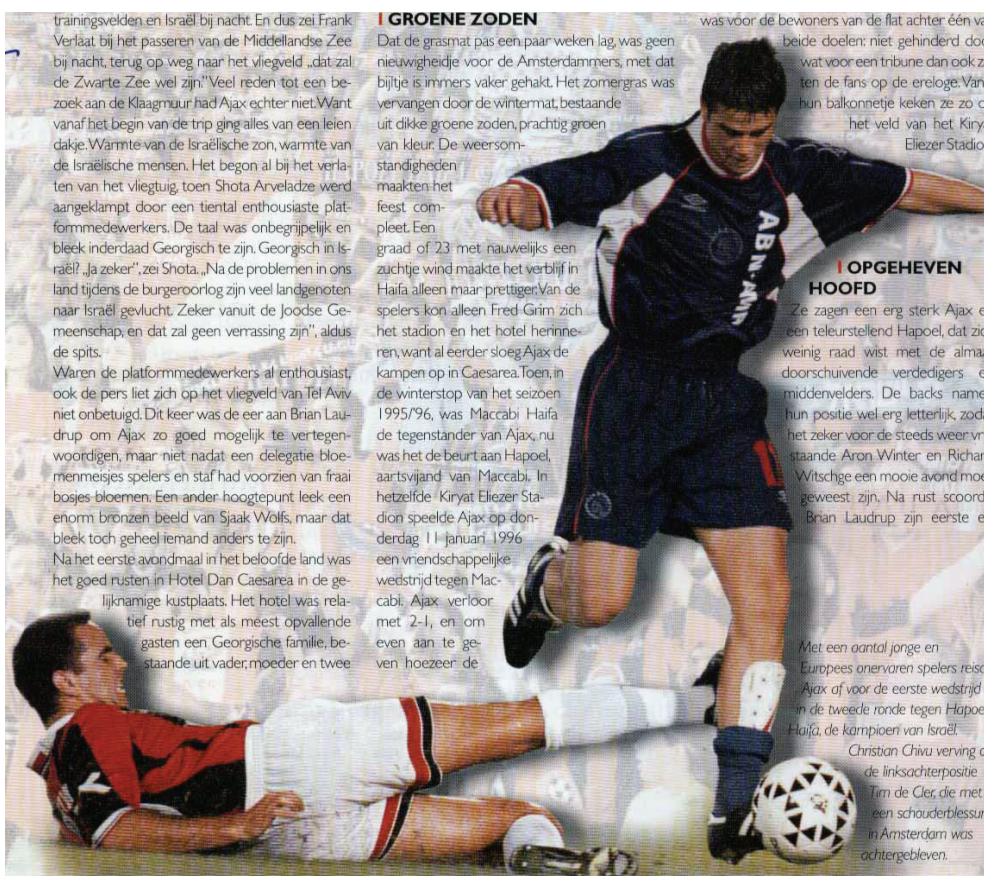 trainingsvelden en Israël bij nacht. En dus zei Frank
Verlaat bij het passeren van de Middellandse Zee
bij nacht, terug op weg naar het vliegveld „dat zal
de Zwarte Zee wel zijn.” Veel reden tot een be-
zoek aan de Klaagmuur had Ajax echter niet. Want
vanaf het begin van de trip ging alles van een leien
dakje. Warmte van de Israëlische zon, warmte van
de Israëlische mensen. Het begon al bij het verla-
ten van het vliegtuig, toen Shota Arveladze werd
aangeklampt door een tiental enthousiaste plat-
formmedewerkers. De taal was onbegrijpelijk en
bleek inderdaad Georgisch te zijn. Georgisch in Is-
raël? „Ja zeker”, zei Shota. „Na de problemen in ons
land tijdens de burgeroorlog zijn veel landgenoten
naar Israël gevlucht. Zeker vanuit de Joodse Ge-
meenschap, en dat zal geen verrassing zijn”, aldus
de spits.
Waren de platformmedewerkers al enthousiast,
ook de pers liet zich op het vliegveld van Tel Aviv
niet onbetuigd. Dit keer was de eer aan Brian Lau-
drup om Ajax zo goed mogelijk te vertegen-
woordigen, maar niet nadat een delegatie bloe-
menmeisjes spelers en staf had voorzien van fraai
bosjes bloemen. Een ander hoogtepunt leek een
enorm bronzen beeld van Sjaak Wolfs, maar dat
bleek toch geheel iemand anders te zijn.
Na het eerste avondmaal in het beloofde land was
het goed rusten in Hotel Dan Caesarea in de ge-
lijknamige kustplaats. Het hotel was rela-
tief rustig met als meest opvallende
gasten een Georgische familie, be-
staande uit vader, moeder en twee
GROENE ZODEN
Dat de grasmat pas een paar weken lag, was geen
nieuwigheidje voor de Amsterdammers, met dat
bijltje is immers vaker gehakt. Het zomergras was
vervangen door de wintermat, bestaande
uit dikke groene zoden, prachtig groen
van kleur. De weersom-
standigheden
maakten het
feest com-
pleet. Een
graad of 23 met nauwelijks een
zuchtje wind maakte het verblijf in
Haifa alleen maar prettiger. Van de
spelers kon alleen Fred Grim zich
het stadion en het hotel herinne-
ren, want al eerder sloeg Ajax de
kampen op in Caesarea. Toen, in
de winterstop van het seizoen
1995/'96, was Maccabi Haifa
de tegenstander van Ajax, nu
was het de beurt aan Hapoel,
aartsvijand van Maccabi. In
hetzelfde Kiryat Eliezer Sta-
dion speelde Ajax op don-
derdag 11 januari 1996
een vriendschappelijke
wedstrijd tegen Mac-
cabi. Ajax verloor
met 2-1, en om
even aan te ge-
ven hoezeer de
was voor de bewoners van de flat achter één va
beide doelen: niet gehinderd doo
wat voor een tribune dan ook z
ten de fans op de ereloge. Van
hun balkonnetje keken ze zo o
het veld van het Kirya
Eliezer Stadio
ABN·AMRO
OPGEHEVEN
HOOFD
Ze zagen een erg sterk Ajax e
een teleurstellend Hapoel, dat zic
weinig raad wist met de almaa
doorschuivende verdedigers e
middenvelders. De backs name
hun positie wel erg letterlijk, zoda
het zeker voor de steeds weer vri
staande Aron Winter en Richar
Witschge een mooie avond moe
geweest zijn. Na rust scoord
Brian Laudrup zijn eerste e
Met een aantal jonge en
Europees onervaren spelers reisd
Ajax af voor de eerste wedstrijd
in de tweede ronde tegen Hapoe
Haifa, de kampioen van Israël.
Christian Chivu verving o
de linksachterpositie
Tim de Cler, die met
een schouderblessur
in Amsterdam was
achtergebleven.